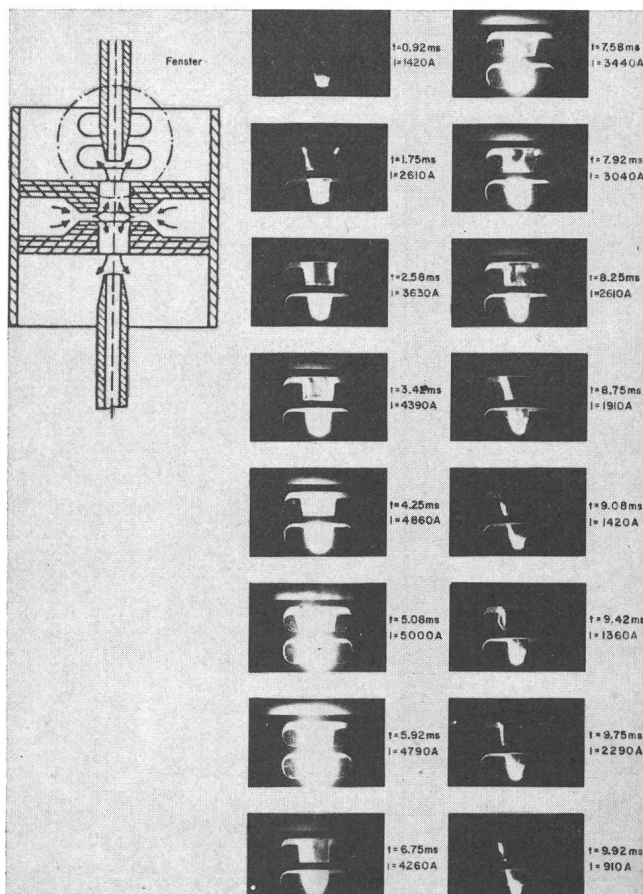 Fenster
t=0.92ms
I=1420A
t=1.75ms
I=2610A
t=2.58ms
I=3630A
t=3.42ms
I=4390A
t=4.25ms
I=4860A
t=5.08ms
I=5000A
t=5.92ms
I=4790A
t=6.75ms
I=4260A
t=7.58ms
I=3440A
t=7.92ms
I=3040A
t=8.25ms
I=2610A
t=8.75ms
I=1910A
t=9.08ms
I=1420A
t=9.42ms
I=1360A
t=9.75ms
I=2290A
t=9.92ms
I=910A